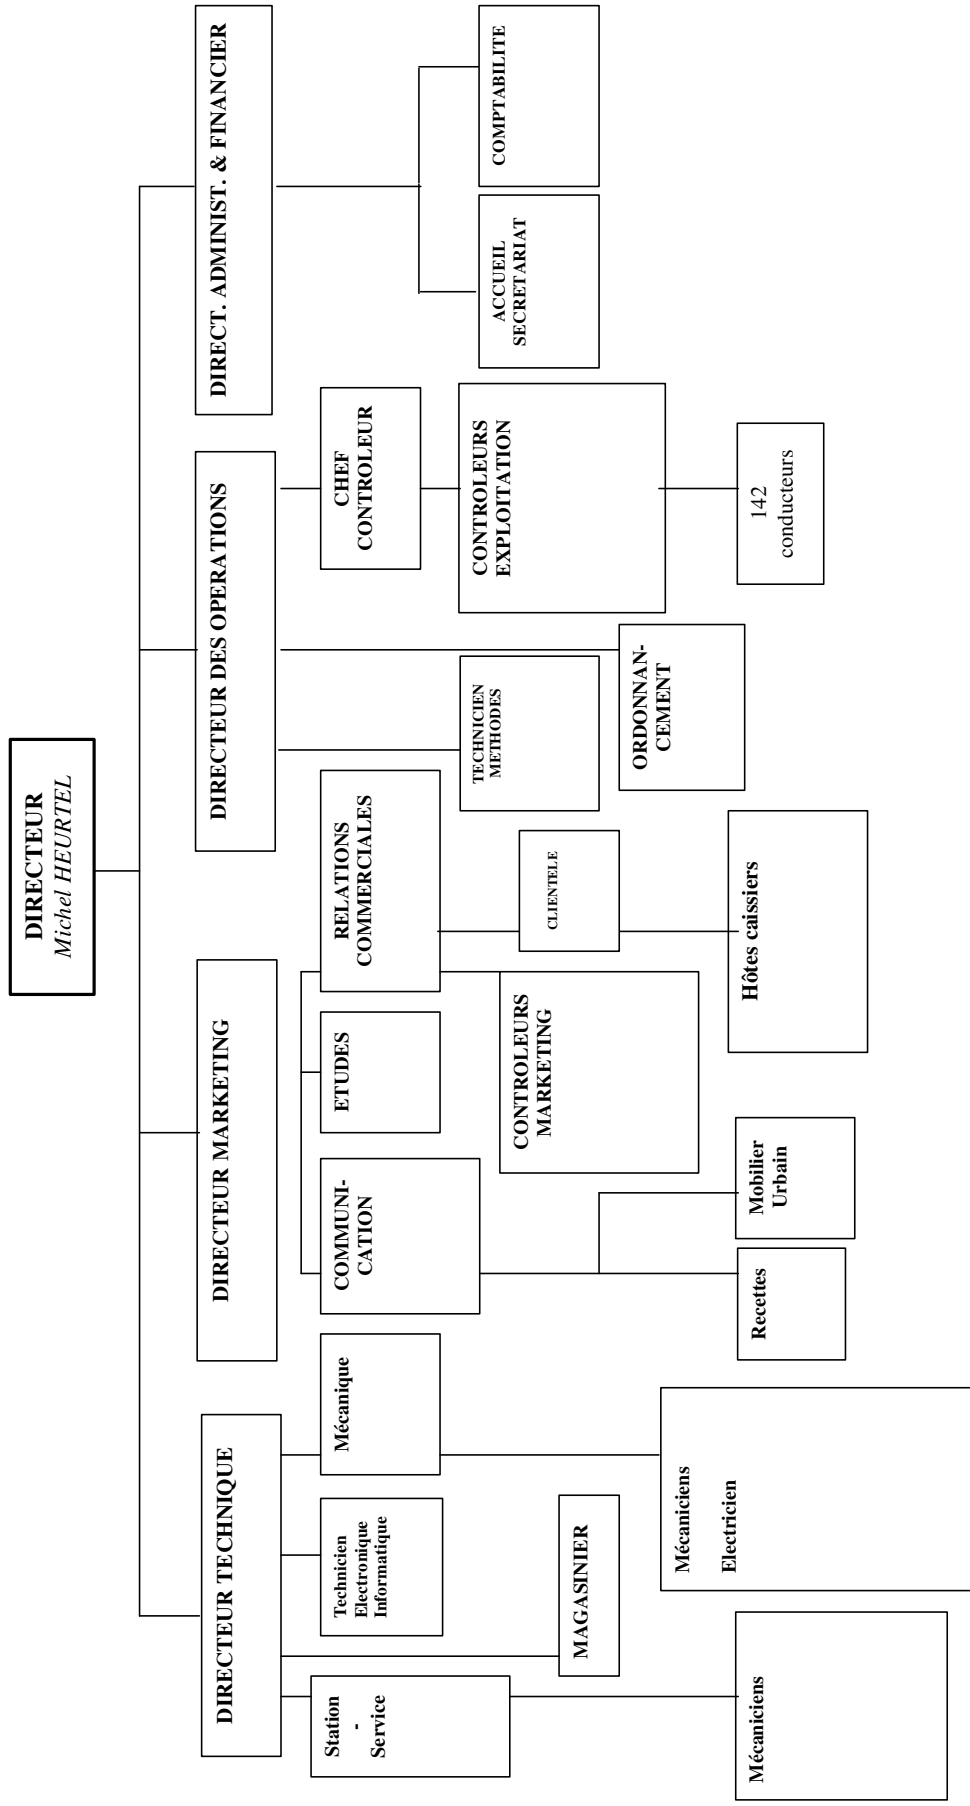 DIRECTEUR
Michel HEURTEL
DIRECTEUR TECHNIQUE
DIRECTEUR MARKETING
DIRECTEUR DES OPERATIONS
DIRECT. ADMINIST. & FINANCIER
Station
-
Service
Technicien
Electronique
Informatique
Mécanique
COMMUNI-
CATION
ETUDES
RELATIONS
COMMERCIALES
CHEF
CONTROLEUR
MAGASINIER
CONTROLEURS
MARKETING
CLIENTELE
TECHNICIEN
METHODES
CONTROLEURS
EXPLOITATION
ACCUEIL
SECRETARIAT
COMPTABILITE
ORDONNAN-
CEMENT
Mécaniciens
Mécaniciens
Electricien
Recettes
Mobilier
Urbain
Hôtes caissiers
142
conducteurs